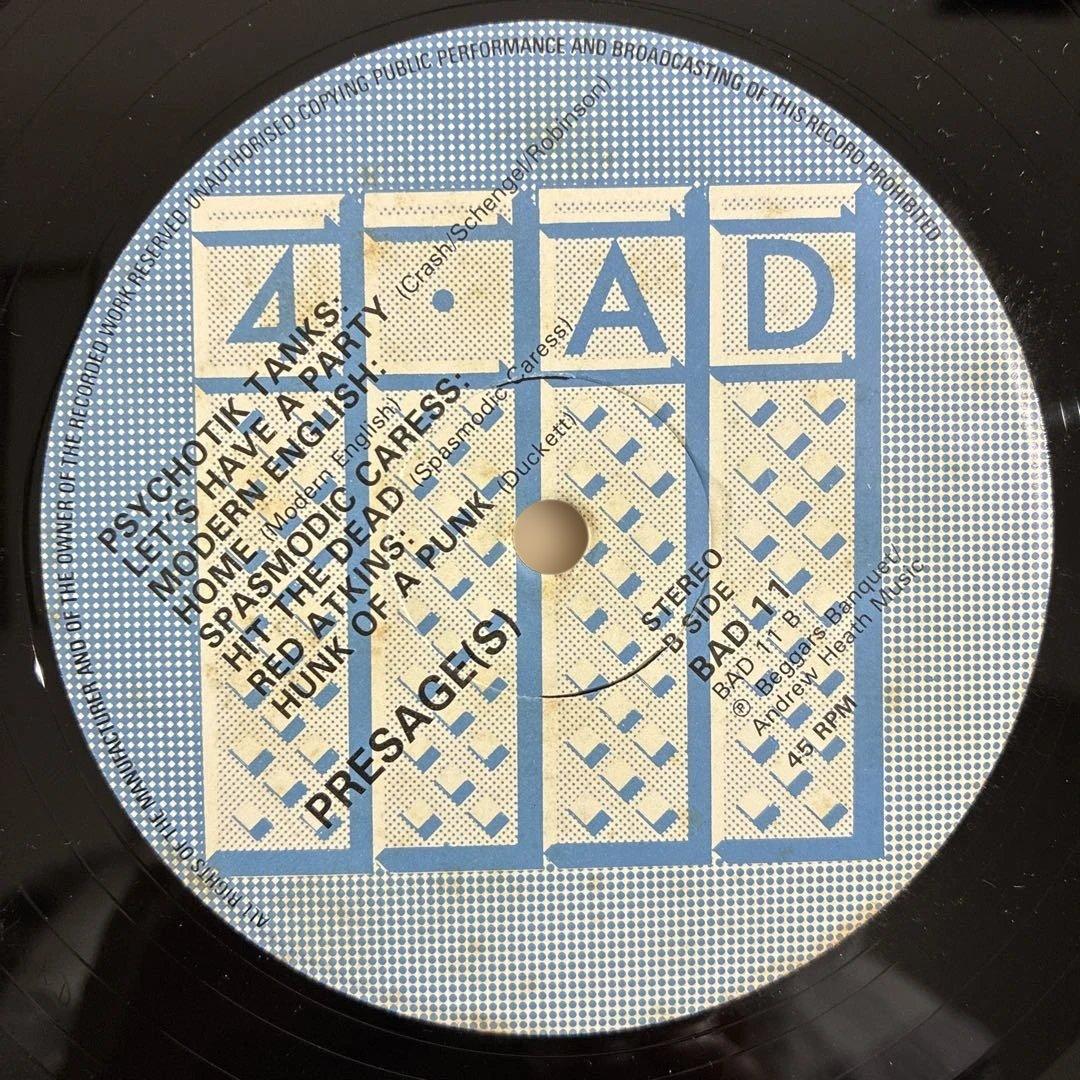 ALL RIGHTS OF THE MANUFACTURER AND OF THE OWNER OF THE RECORDED WORK RESERVED UNAUTHORISED COPYING PUBLIC PERFORMANCE AND BROADCASTING OF THIS RECORD PROHIBITED
4·AD
PSYCHOTIK TANKS:
LET'S HAVE A PARTY (Crash/Schengel/Robinson)
MODERN ENGLISH:
HOME (Modern English)
SPASMODIC CARESS:
HIT THE DEAD (Spasmodic Caress)
RED ATKINS:
HUNK OF A PUNK (Duckett)
PRESAGE(S)
STEREO
B SIDE
BAD 11
BAD 11 B
℗ Beggars Banquet/
Andrew Heath Music
45 RPM